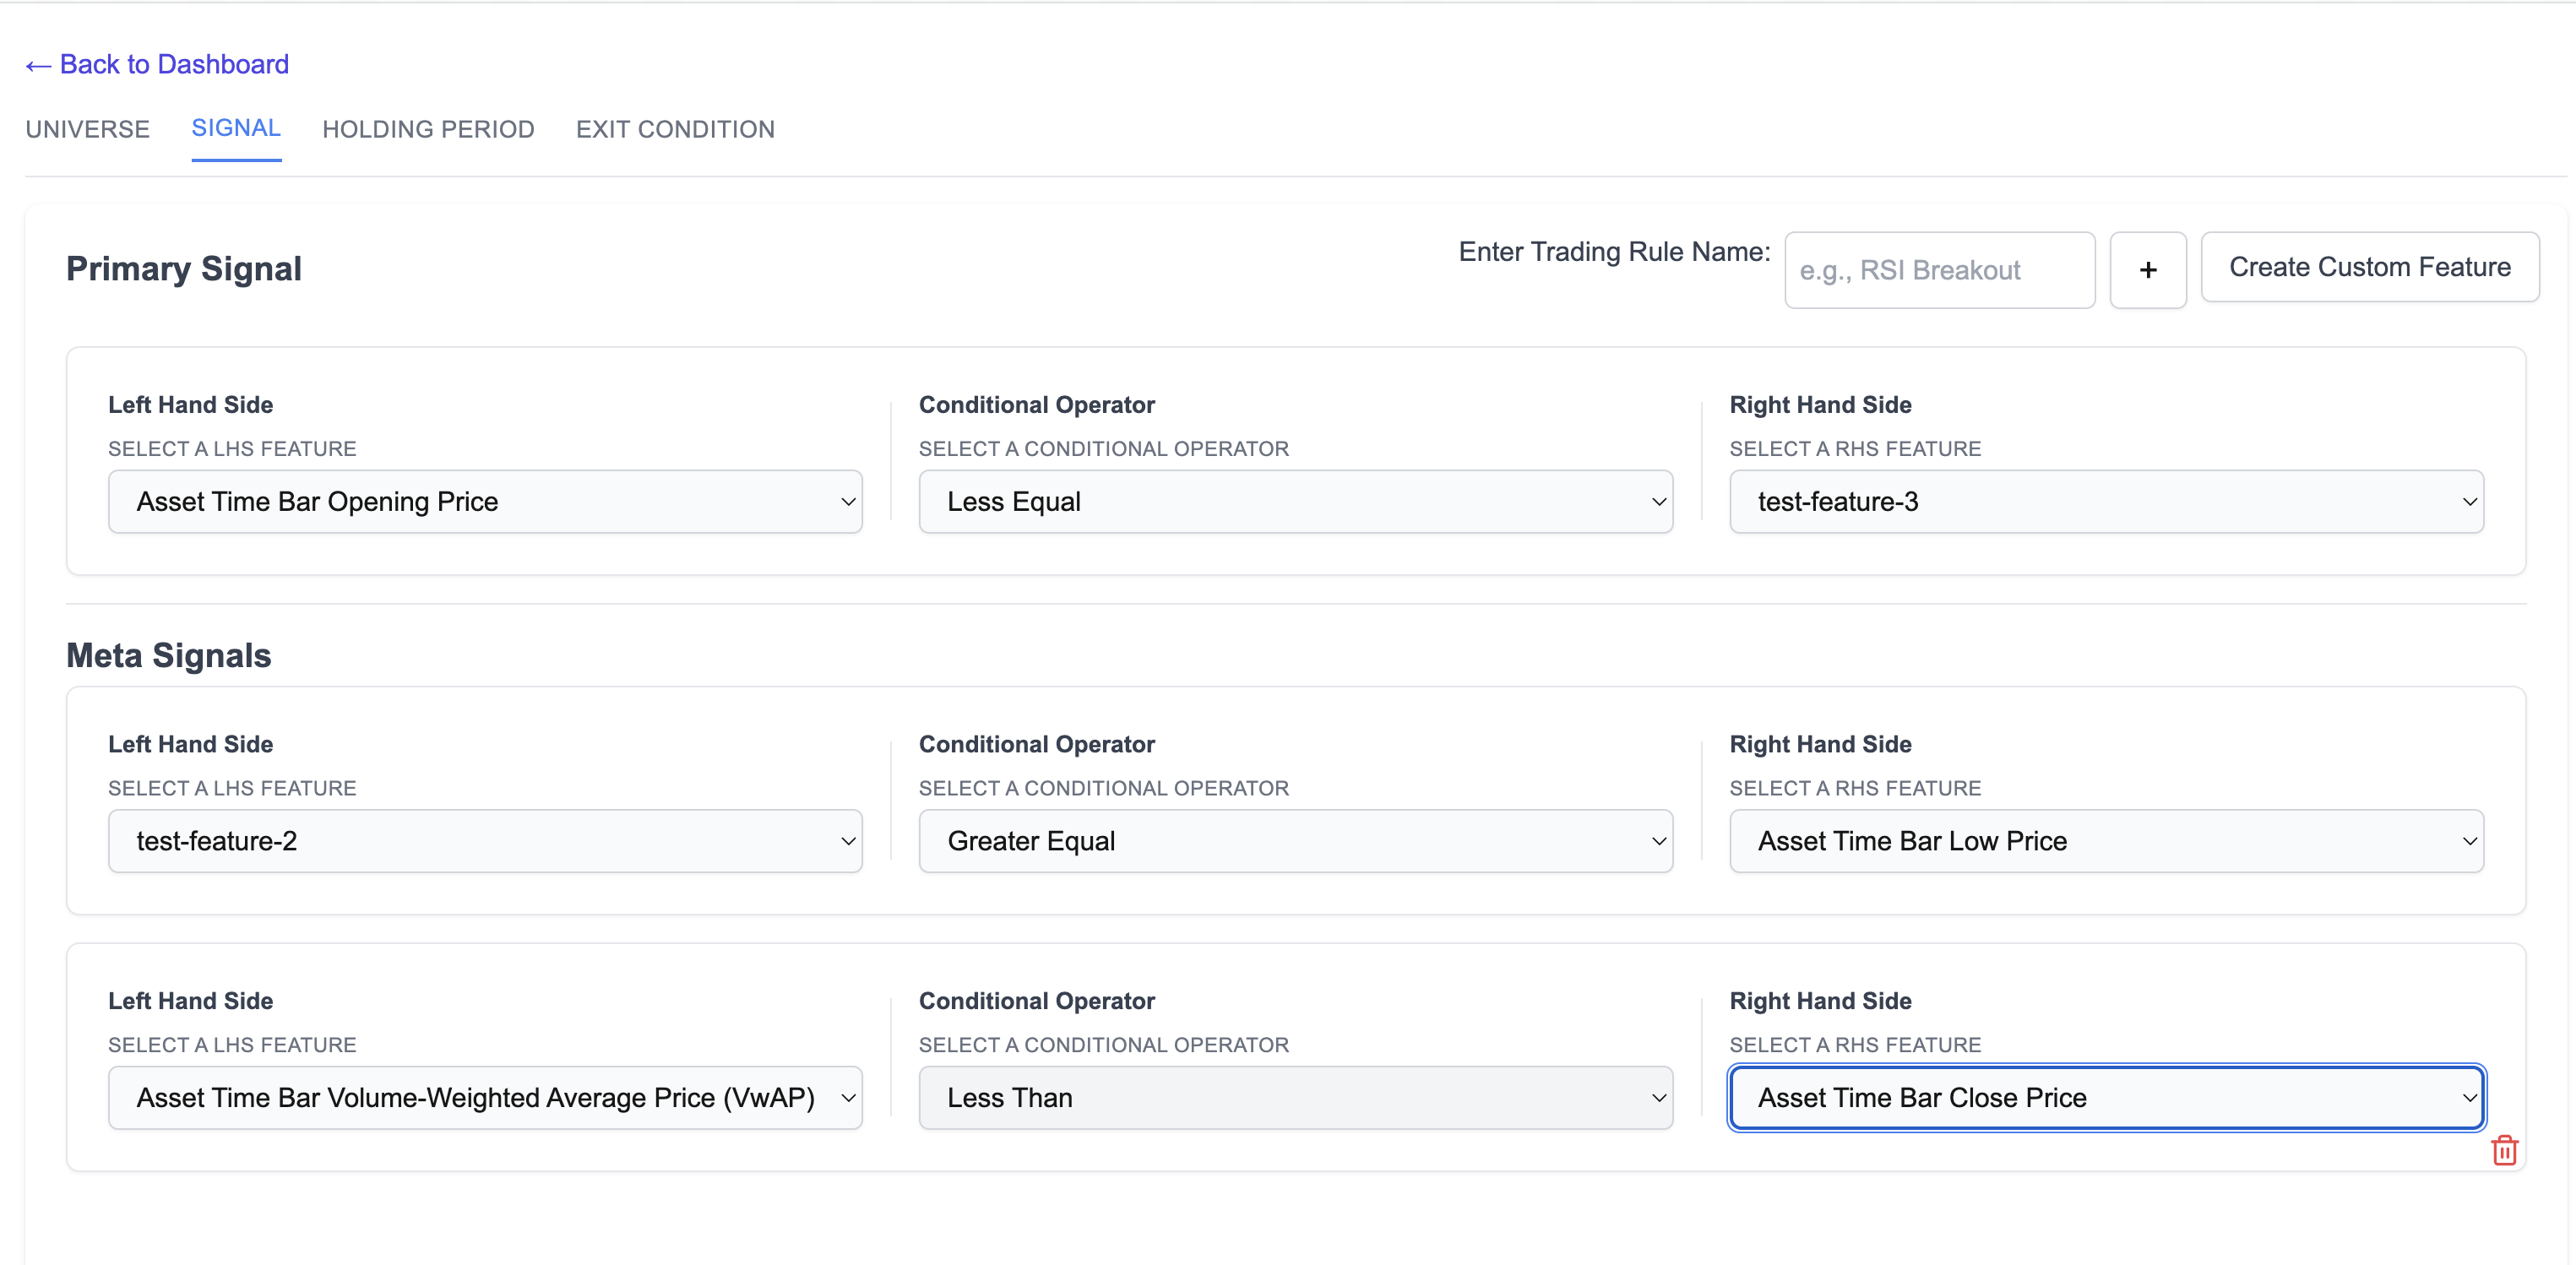 ← Back to Dashboard
UNIVERSE SIGNAL HOLDING PERIOD EXIT CONDITION
Primary Signal
Enter Trading Rule Name: e.g., RSI Breakout + Create Custom Feature
Left Hand Side Conditional Operator Right Hand Side
SELECT A LHS FEATURE SELECT A CONDITIONAL OPERATOR SELECT A RHS FEATURE
Asset Time Bar Opening Price Less Equal test-feature-3
Meta Signals
Left Hand Side Conditional Operator Right Hand Side
SELECT A LHS FEATURE SELECT A CONDITIONAL OPERATOR SELECT A RHS FEATURE
test-feature-2 Greater Equal Asset Time Bar Low Price
Left Hand Side Conditional Operator Right Hand Side
SELECT A LHS FEATURE SELECT A CONDITIONAL OPERATOR SELECT A RHS FEATURE
Asset Time Bar Volume-Weighted Average Price (VwAP) Less Than Asset Time Bar Close Price